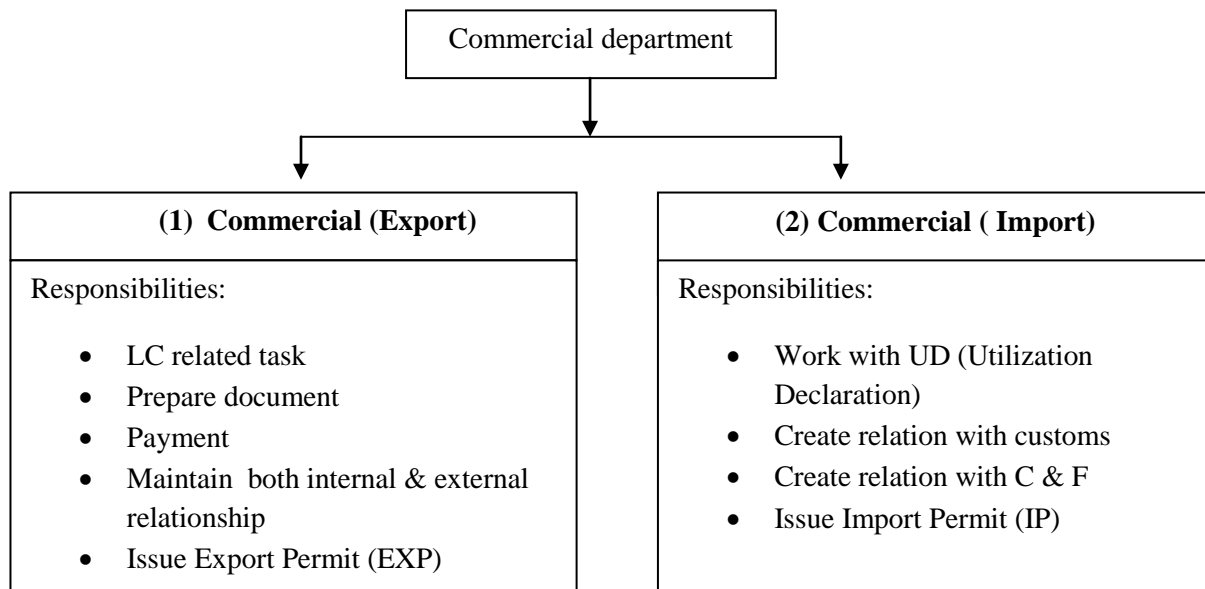 Commercial department
(1) Commercial (Export)
Responsibilities:
• LC related task
• Prepare document
• Payment
• Maintain both internal & external
relationship
• Issue Export Permit (EXP)
(2) Commercial ( Import)
Responsibilities:
• Work with UD (Utilization
Declaration)
• Create relation with customs
• Create relation with C & F
• Issue Import Permit (IP)